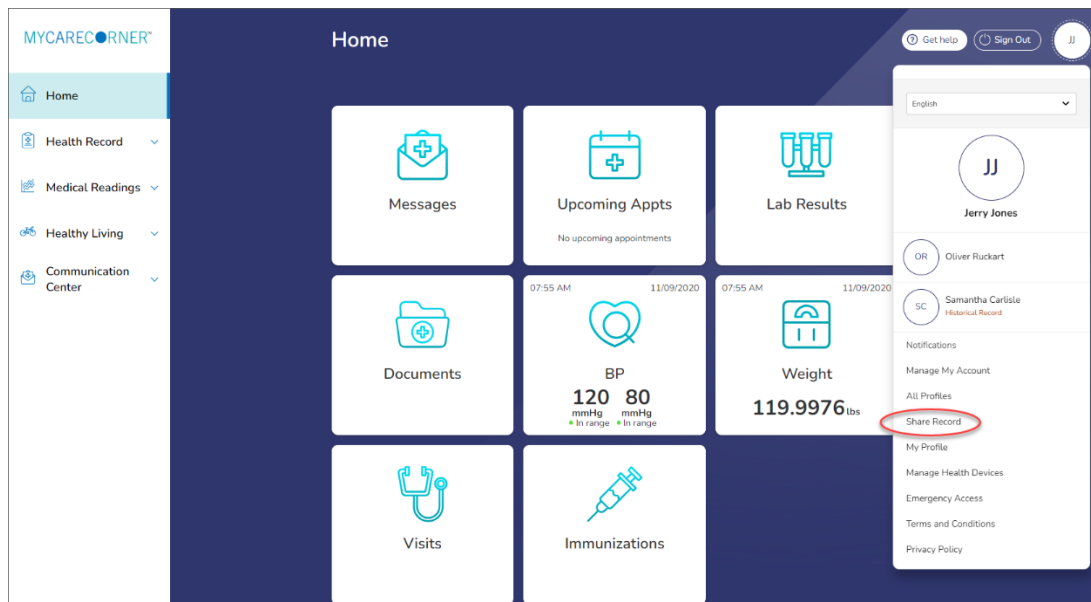 MYCARECORNER™
Home
Health Record
Medical Readings
Healthy Living
Communication
Center
Home
Get help
Sign Out
JJ
Messages
Upcoming Appts
No upcoming appointments
Lab Results
Documents
07:55 AM 11/09/2020
BP
120 80
mmHg mmHg
In range In range
07:55 AM 11/09/2020
Weight
119.9976 lbs
Visits
Immunizations
English
JJ
Jerry Jones
OR Oliver Ruckart
SC Samantha Carlisle
Historical Record
Notifications
Manage My Account
All Profiles
Share Record
My Profile
Manage Health Devices
Emergency Access
Terms and Conditions
Privacy Policy